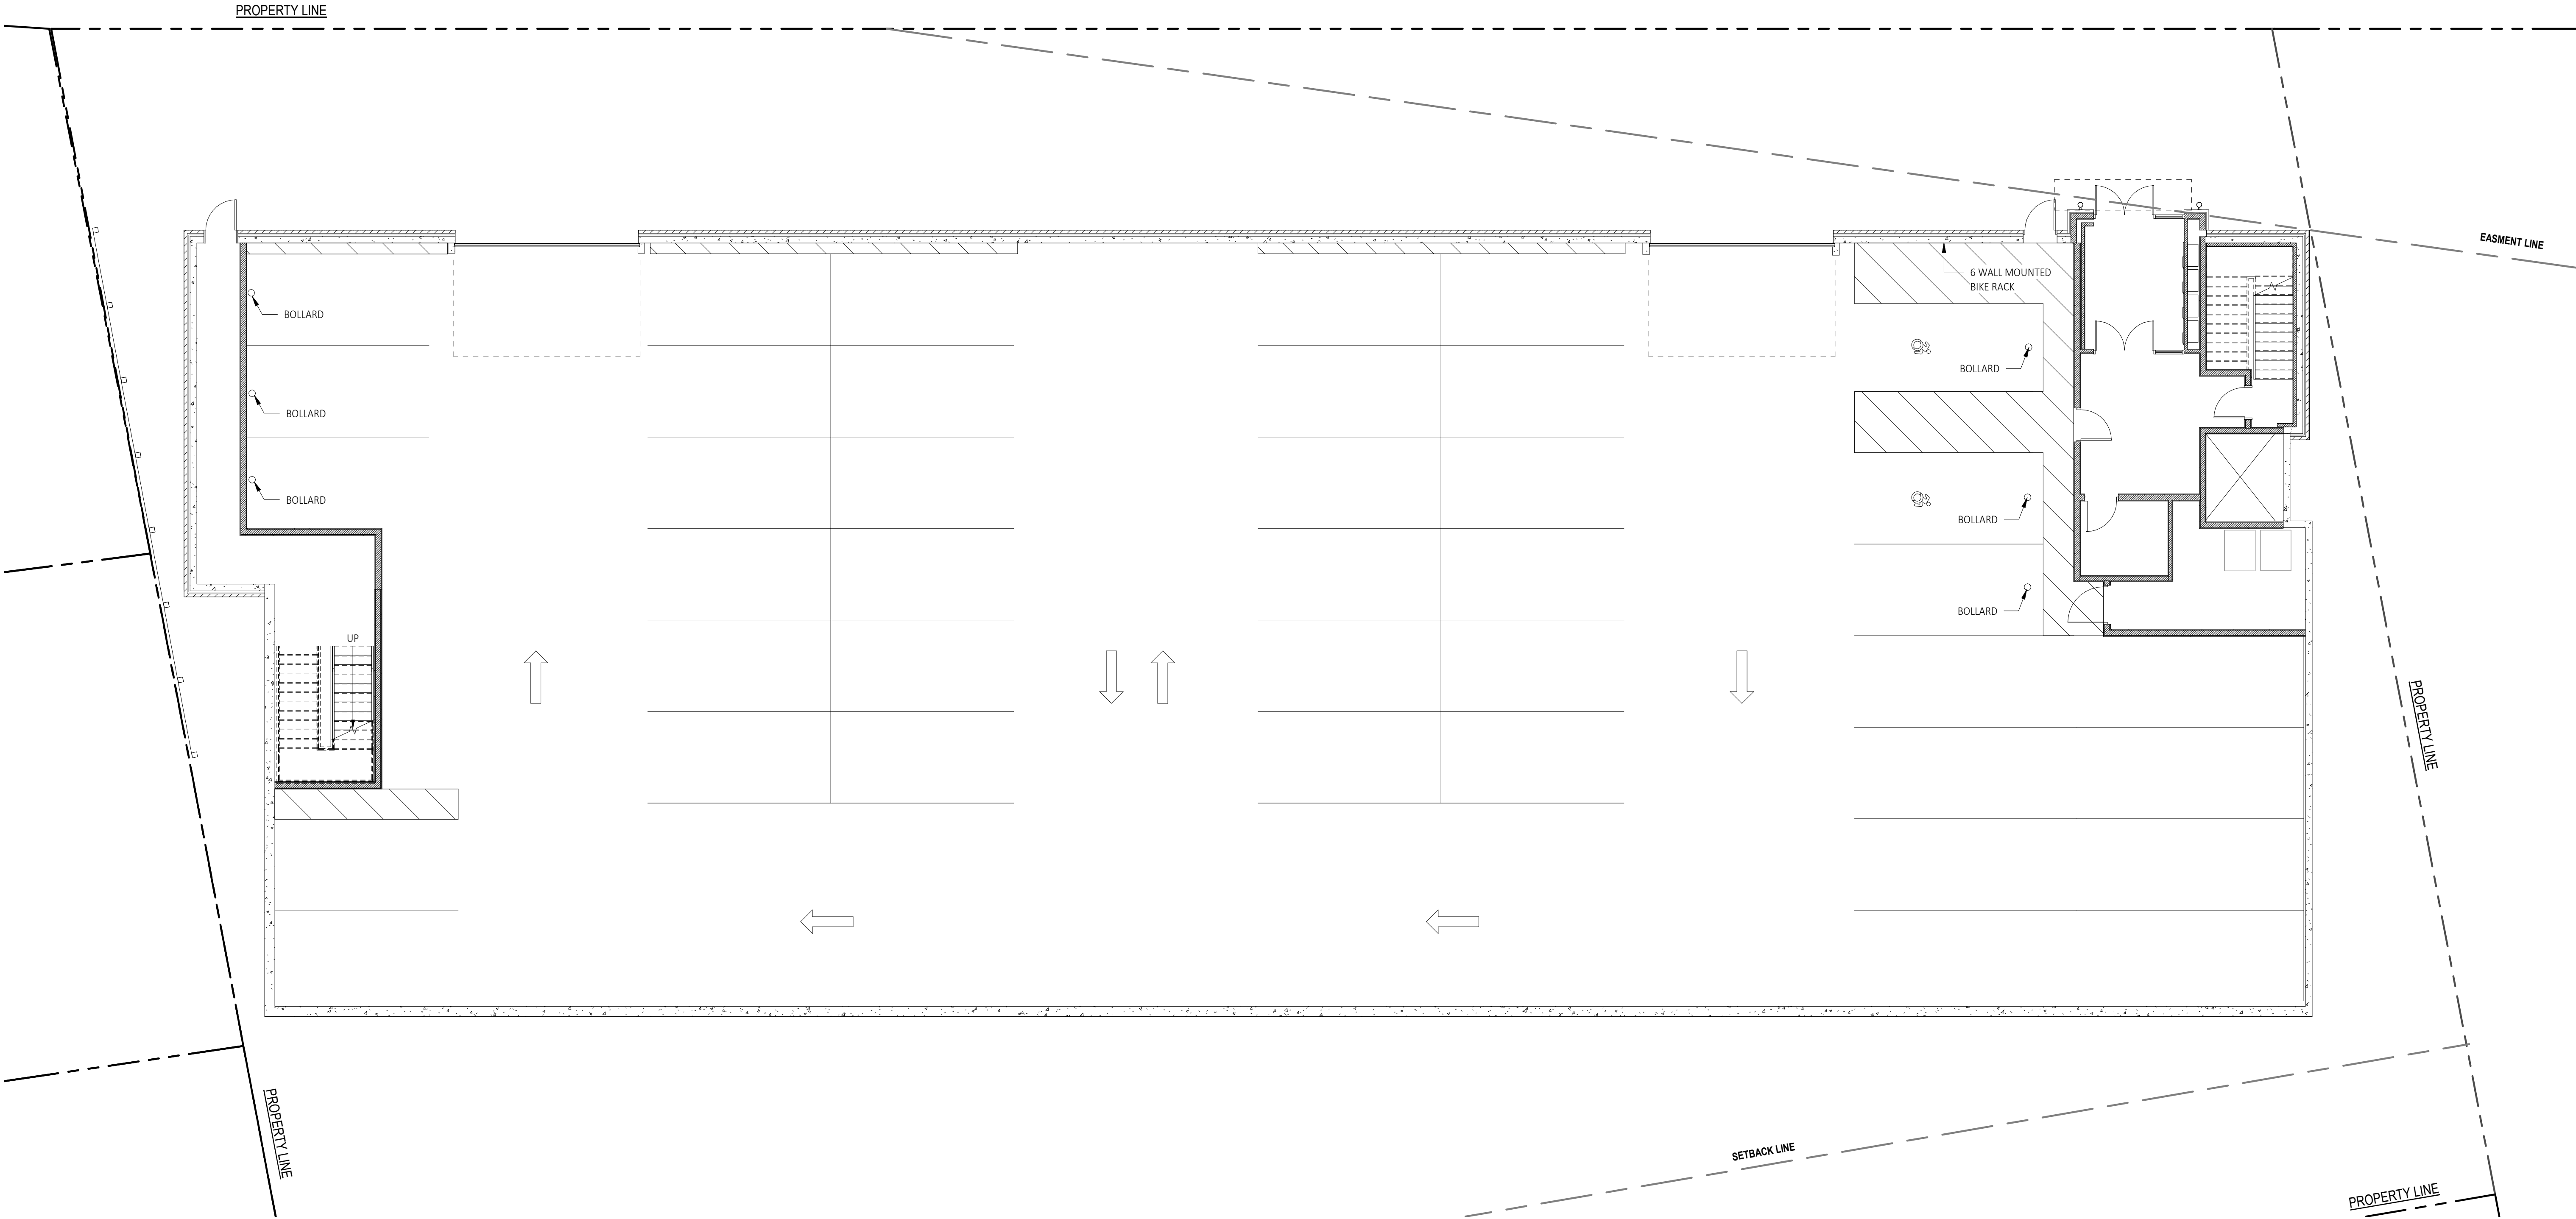 PROPERTY LINE
EASMENT LINE
6 WALL MOUNTED
BIKE RACK
BOLLARD
BOLLARD
BOLLARD
BOLLARD
BOLLARD
BOLLARD
UP
PROPERTY LINE
PROPERTY LINE
SETBACK LINE
PROPERTY LINE